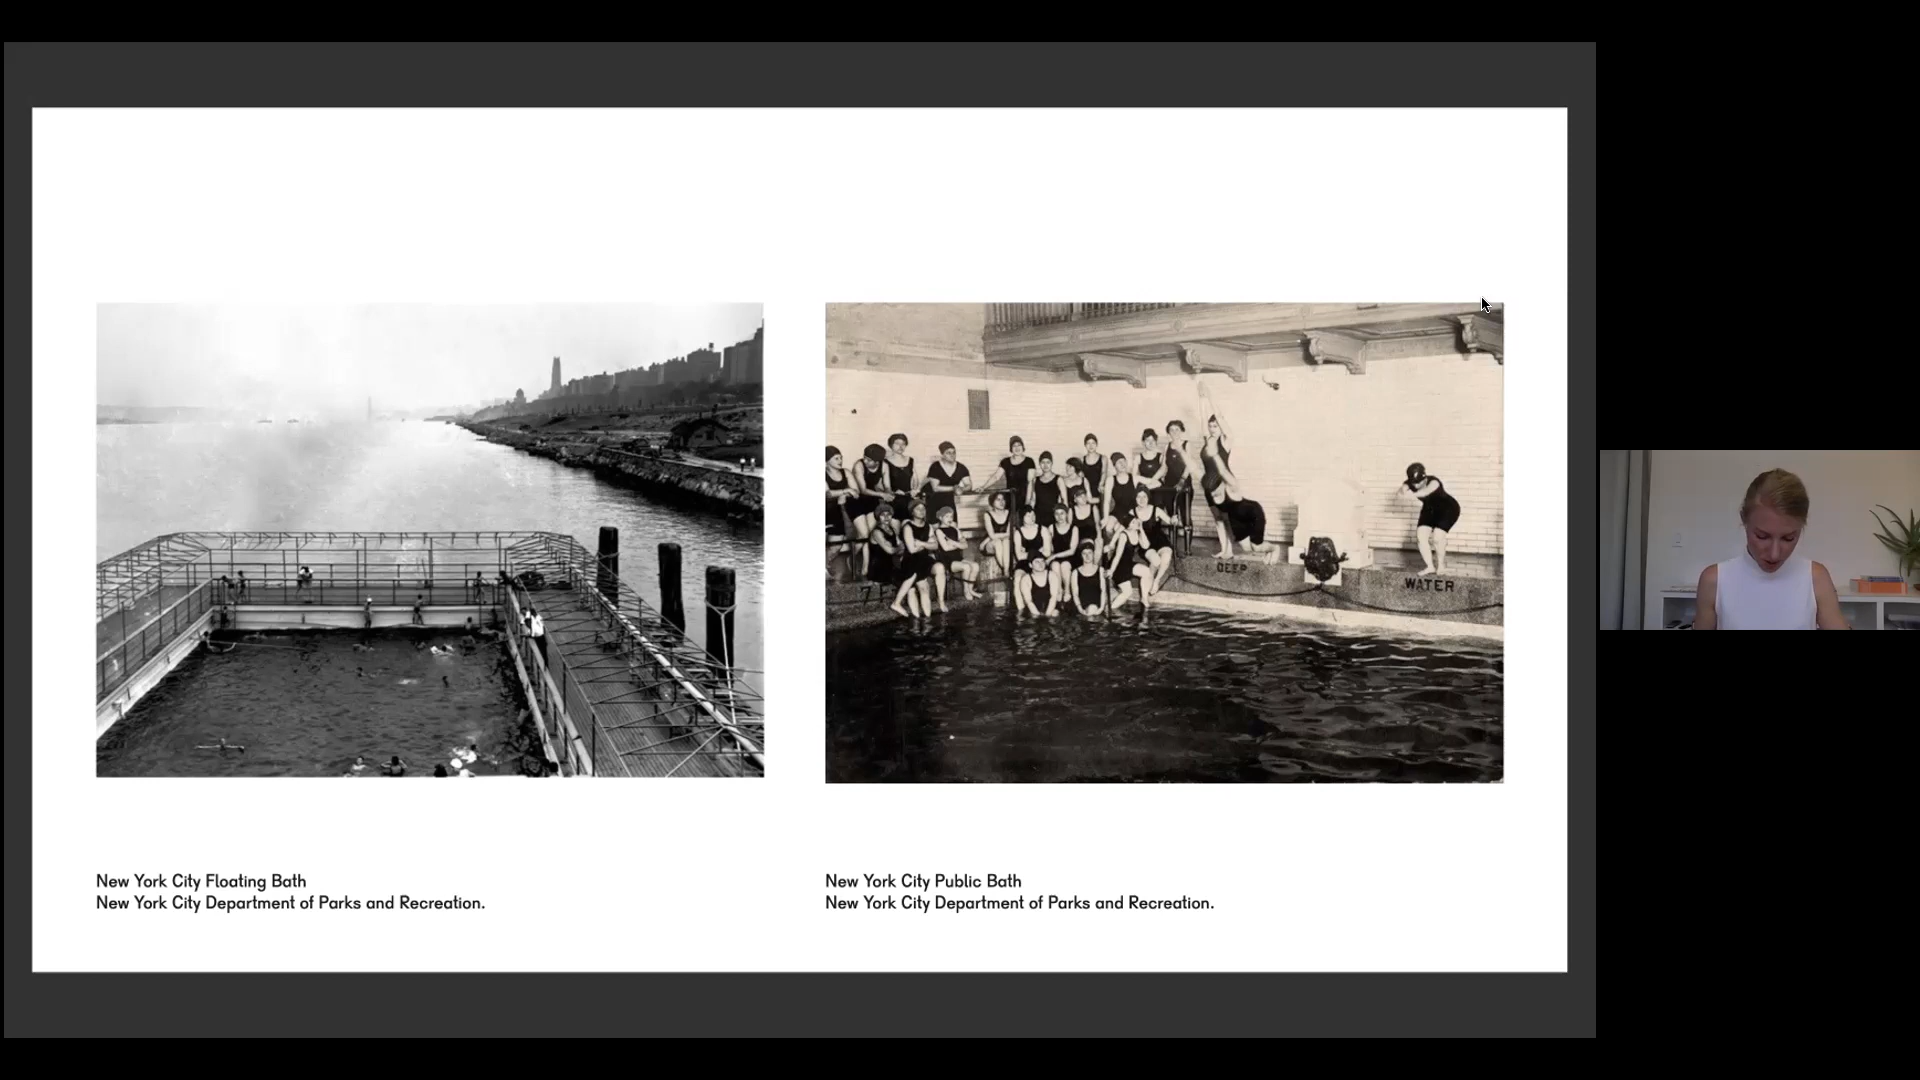 7 F
DEEP
WATER
New York City Floating Bath
New York City Department of Parks and Recreation.
New York City Public Bath
New York City Department of Parks and Recreation.